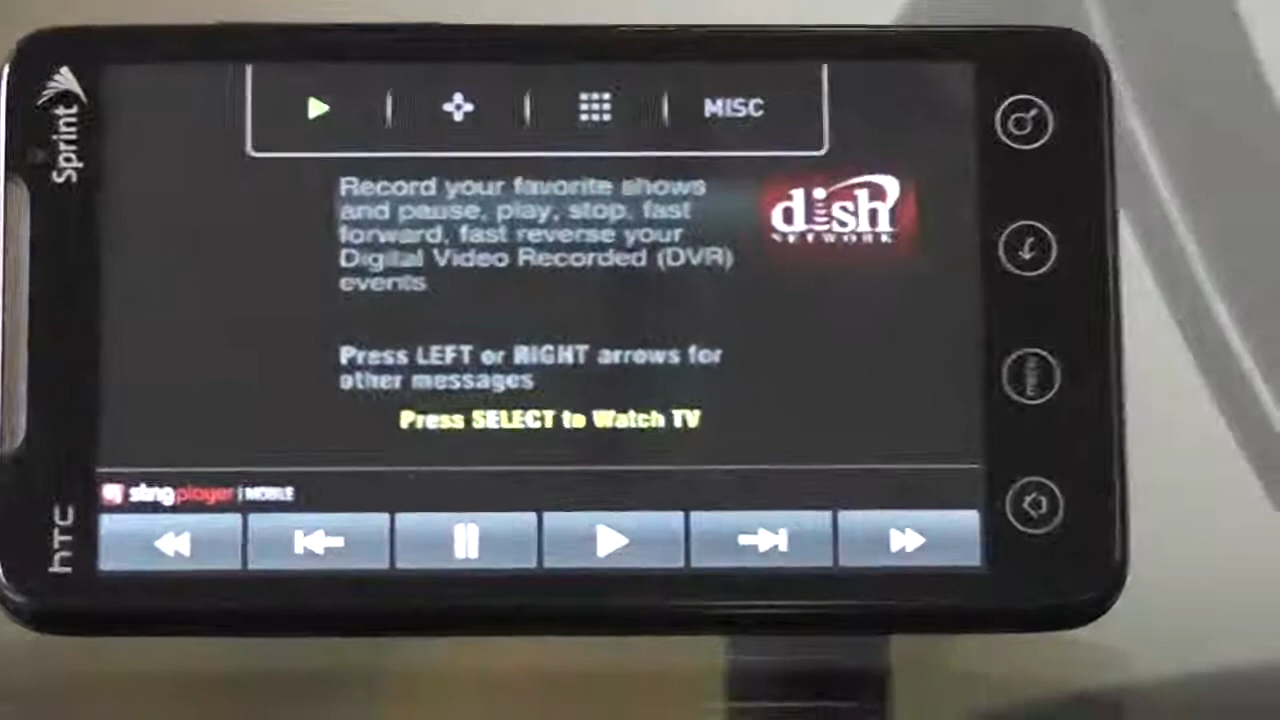 Sprint
MISC
Record your favorite shows
and pause, play, stop, fast
forward, fast reverse your
Digital Video Recorded (DVR)
events
dish
NETWORK
Press LEFT or RIGHT arrows for
other messages
Press SELECT to Watch TV
slingplayer | MOBILE
hTC
menu